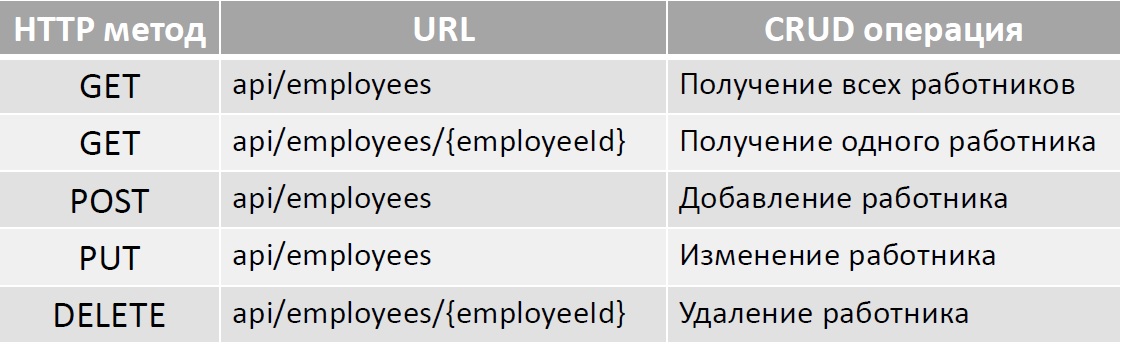 HTTP метод URL CRUD операция
GET api/employees Получение всех работников
GET api/employees/{employeeId} Получение одного работника
POST api/employees Добавление работника
PUT api/employees Изменение работника
DELETE api/employees/{employeeId} Удаление работника